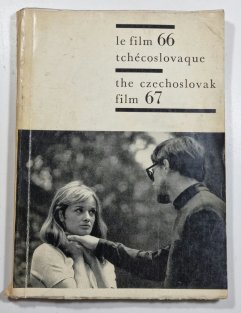 le film 66
tchécoslovaque
the czechoslovak
film 67